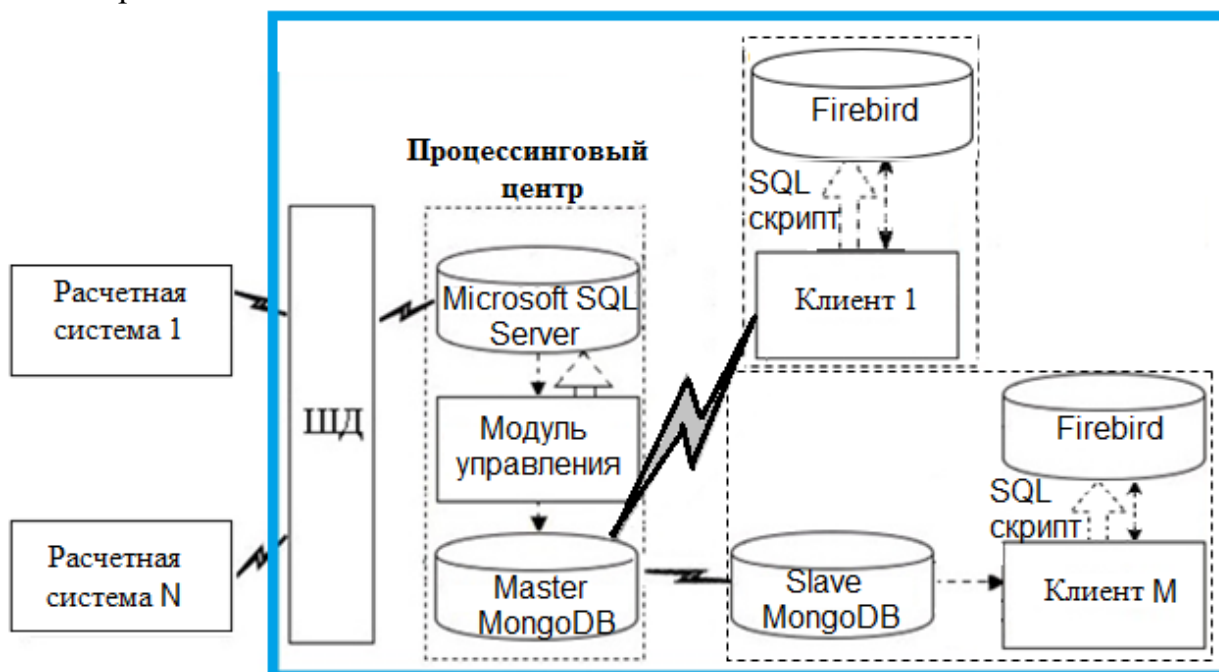 Процессинговый
центр
Расчетная
система 1
Расчетная
система N
ШД
Microsoft SQL
Server
Модуль
управления
Master
MongoDB
Firebird
SQL
скрипт
Клиент 1
Slave
MongoDB
Firebird
SQL
скрипт
Клиент М